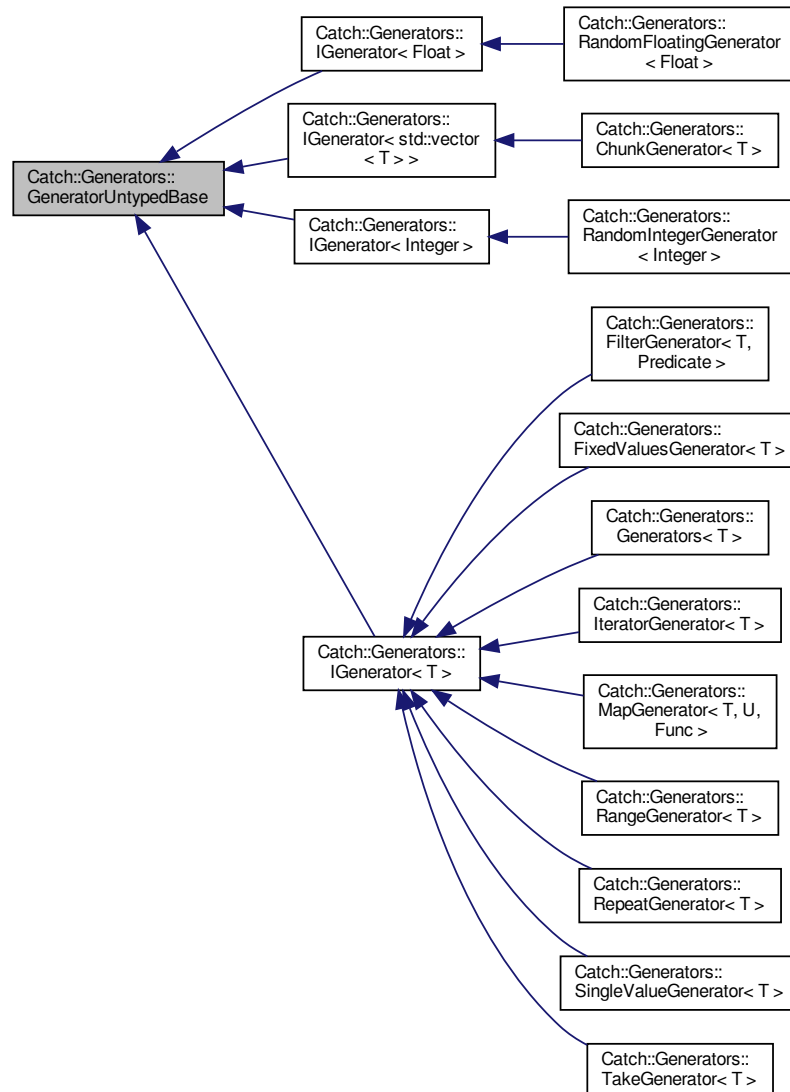 Catch::Generators::
IGenerator< Float >
Catch::Generators::
RandomFloatingGenerator
< Float >
Catch::Generators::
IGenerator< std::vector
< T > >
Catch::Generators::
ChunkGenerator< T >
Catch::Generators::
GeneratorUntypedBase
Catch::Generators::
IGenerator< Integer >
Catch::Generators::
RandomIntegerGenerator
< Integer >
Catch::Generators::
FilterGenerator< T,
Predicate >
Catch::Generators::
FixedValuesGenerator< T >
Catch::Generators::
Generators< T >
Catch::Generators::
IteratorGenerator< T >
Catch::Generators::
IGenerator< T >
Catch::Generators::
MapGenerator< T, U,
Func >
Catch::Generators::
RangeGenerator< T >
Catch::Generators::
RepeatGenerator< T >
Catch::Generators::
SingleValueGenerator< T >
Catch::Generators::
TakeGenerator< T >